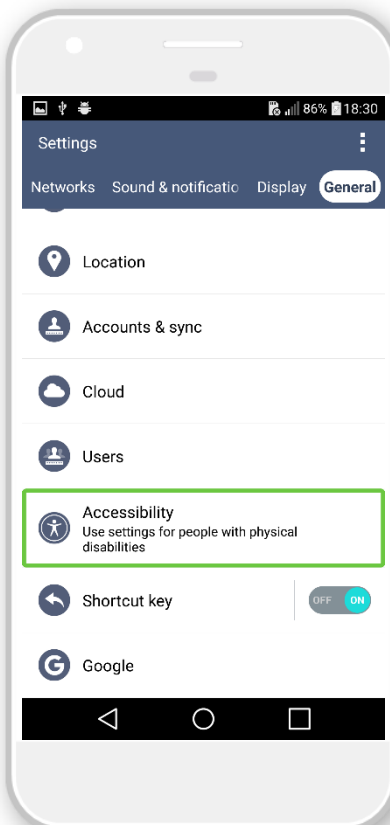 86% 18:30
Settings
Networks Sound & notificatio Display General
Location
Accounts & sync
Cloud
Users
Accessibility
Use settings for people with physical
disabilities
Shortcut key OFF ON
G Google